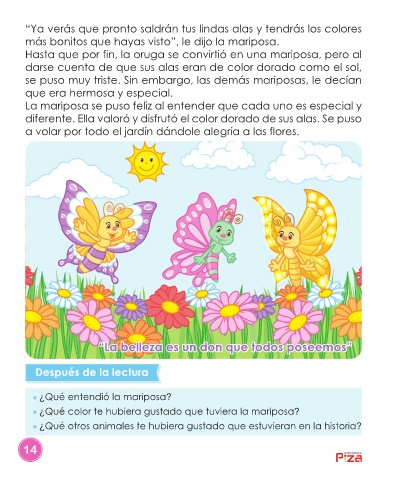 “Ya verás que pronto saldrán tus lindas alas y tendrás los colores
más bonitos que hayas visto”, le dijo la mariposa.
Hasta que por fin, la oruga se convirtió en una mariposa, pero al
darse cuenta de que sus alas eran de color dorado como el sol,
se puso muy triste. Sin embargo, las demás mariposas, le decían
que era hermosa y especial.
La mariposa se puso feliz al entender que cada uno es especial y
diferente. Ella valoró y disfrutó el color dorado de sus alas. Se puso
a volar por todo el jardín dándole alegría a las flores.
“La belleza es un don que todos poseemos”
Después de la lectura
• ¿Qué entendió la mariposa?
• ¿Qué color te hubiera gustado que tuviera la mariposa?
• ¿Qué otros animales te hubiera gustado que estuvieran en la historia?
14
Piza